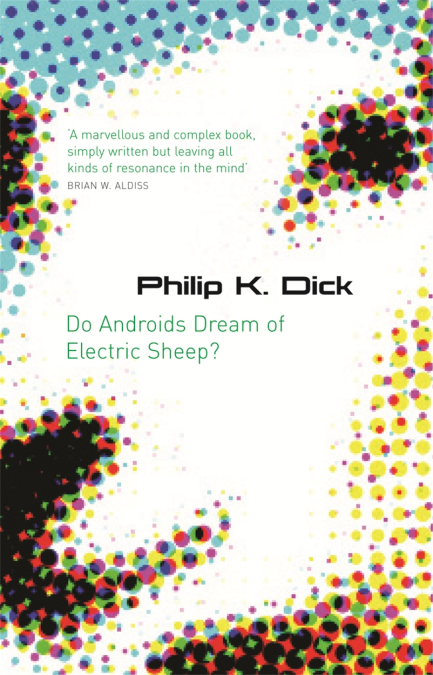 'A marvellous and complex book,
simply written but leaving all
kinds of resonance in the mind'
BRIAN W. ALDISS
Philip K. Dick
Do Androids Dream of
Electric Sheep?